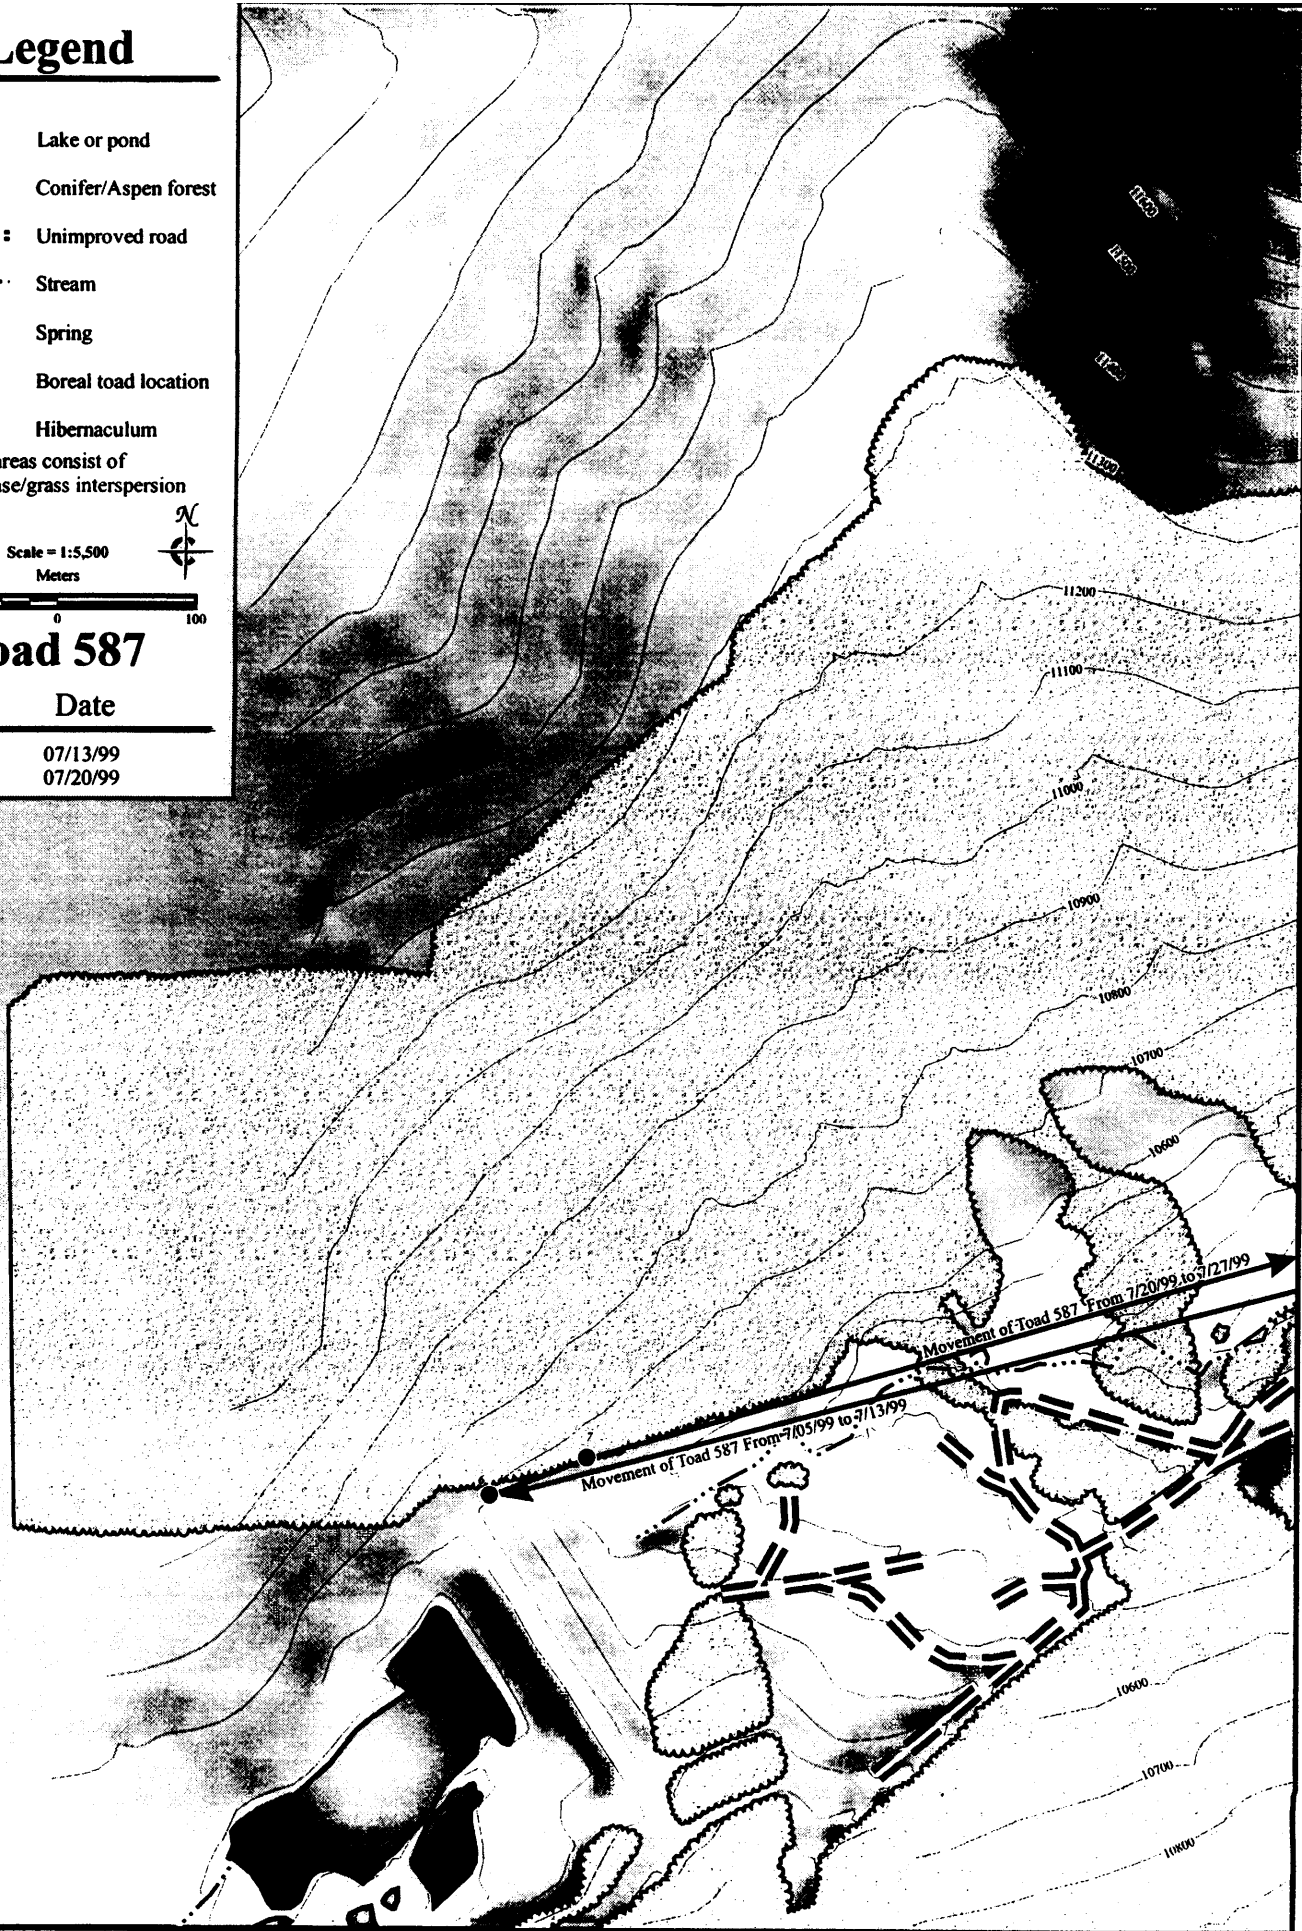 Legend
Lake or pond
Conifer/Aspen forest
Unimproved road
Stream
Spring
Boreal toad location
Hibernaculum
areas consist of
/grass interspersion
N
Scale = 1:5,500
Meters
0 100
oad 587
Date
07/13/99
07/20/99
11300
11200
11100
11000
10900
10800
10700
10600
Movement of Toad 587 From 7/20/99 to 7/27/99
Movement of Toad 587 From 7/05/99 to 7/13/99
10600
10700
10800